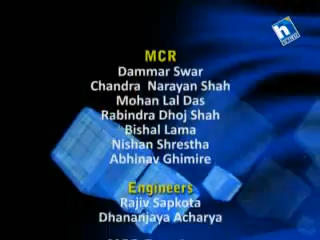 h
MCR
Dammar Swar
Chandra Narayan Shah
Mohan Lal Das
Rabindra Dhoj Shah
Bishal Lama
Nishan Shrestha
Abhinav Ghimire
Engineers
Rajiv Sapkota
Dhananjaya Acharya